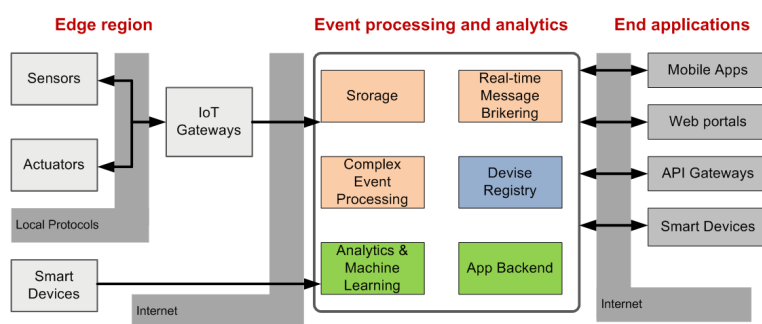 Edge region
Event processing and analytics
End applications
Sensors
Actuators
IoT
Gateways
Local Protocols
Smart
Devices
Internet
Srorage
Real-time
Message
Brikering
Complex
Event
Processing
Devise
Registry
Analytics &
Machine
Learning
App Backend
Mobile Apps
Web portals
API Gateways
Smart Devices
Internet